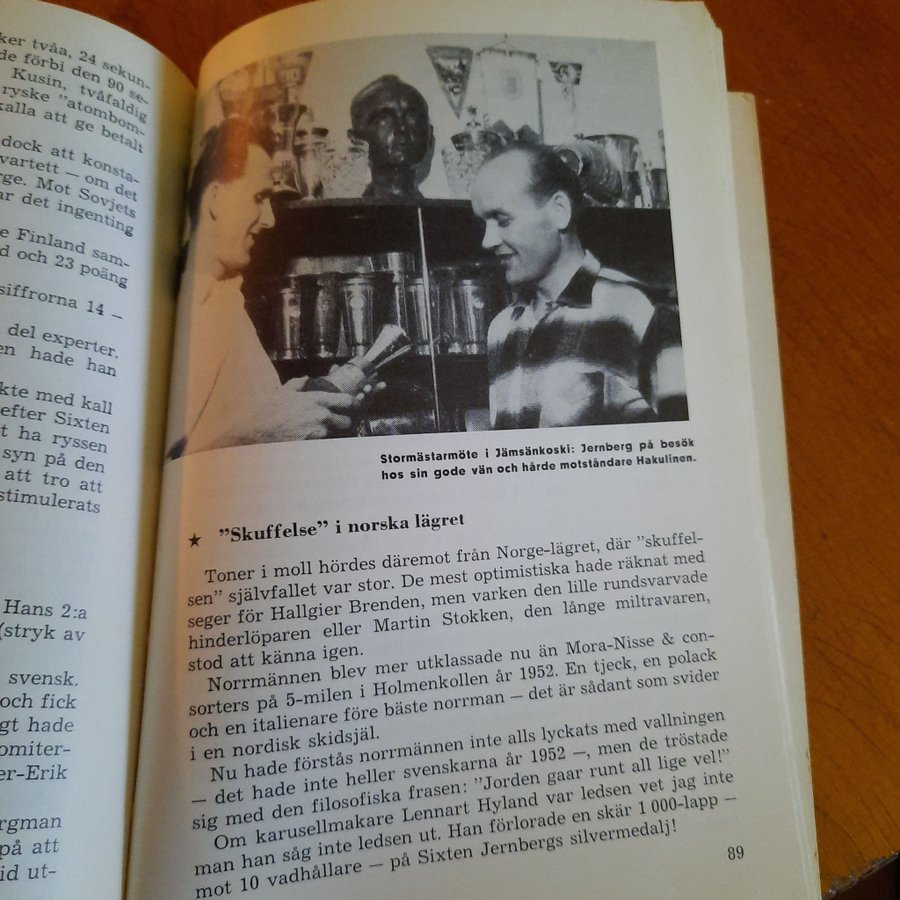 ker tvåa, 24 sekun-
de förbi den 90 se-
Kusin, tvåfaldig
ryske "atombom-
kalla att ge betalt
dock att konsta-
vartett – om det
rge. Mot Sovjets
ar det ingenting
e Finland sam-
d och 23 poäng
siffrorna 14 –
del experter.
en hade han
kte med kall
efter Sixten
t ha ryssen
syn på den
att tro att
stimulerats
Hans 2:a
(stryk av
svensk.
och fick
gt hade
omiter-
er-Erik
rgman
på att
id ut-
Stormästarmöte i Jämsänkoski: Jernberg på besök
hos sin gode vän och hårde motståndare Hakulinen.
★ "Skuffelse" i norska lägret
Toner i moll hördes däremot från Norge-lägret, där "skuffel-
sen" självfallet var stor. De mest optimistiska hade räknat med
seger för Hallgier Brenden, men varken den lille rundsvarvade
hinderlöparen eller Martin Stokken, den långe miltravaren,
stod att känna igen.
Norrmännen blev mer utklassade nu än Mora-Nisse & con-
sorters på 5-milen i Holmenkollen år 1952. En tjeck, en polack
och en italienare före bäste norrman – det är sådant som svider
i en nordisk skidsjäl.
Nu hade förstås norrmännen inte alls lyckats med vallningen
– det hade inte heller svenskarna år 1952 –, men de tröstade
sig med den filosofiska frasen: "Jorden gaar runt all lige vel!"
Om karusellmakare Lennart Hyland var ledsen vet jag inte
man han såg inte ledsen ut. Han förlorade en skär 1 000-lapp –
mot 10 vadhållare – på Sixten Jernbergs silvermedalj!
89